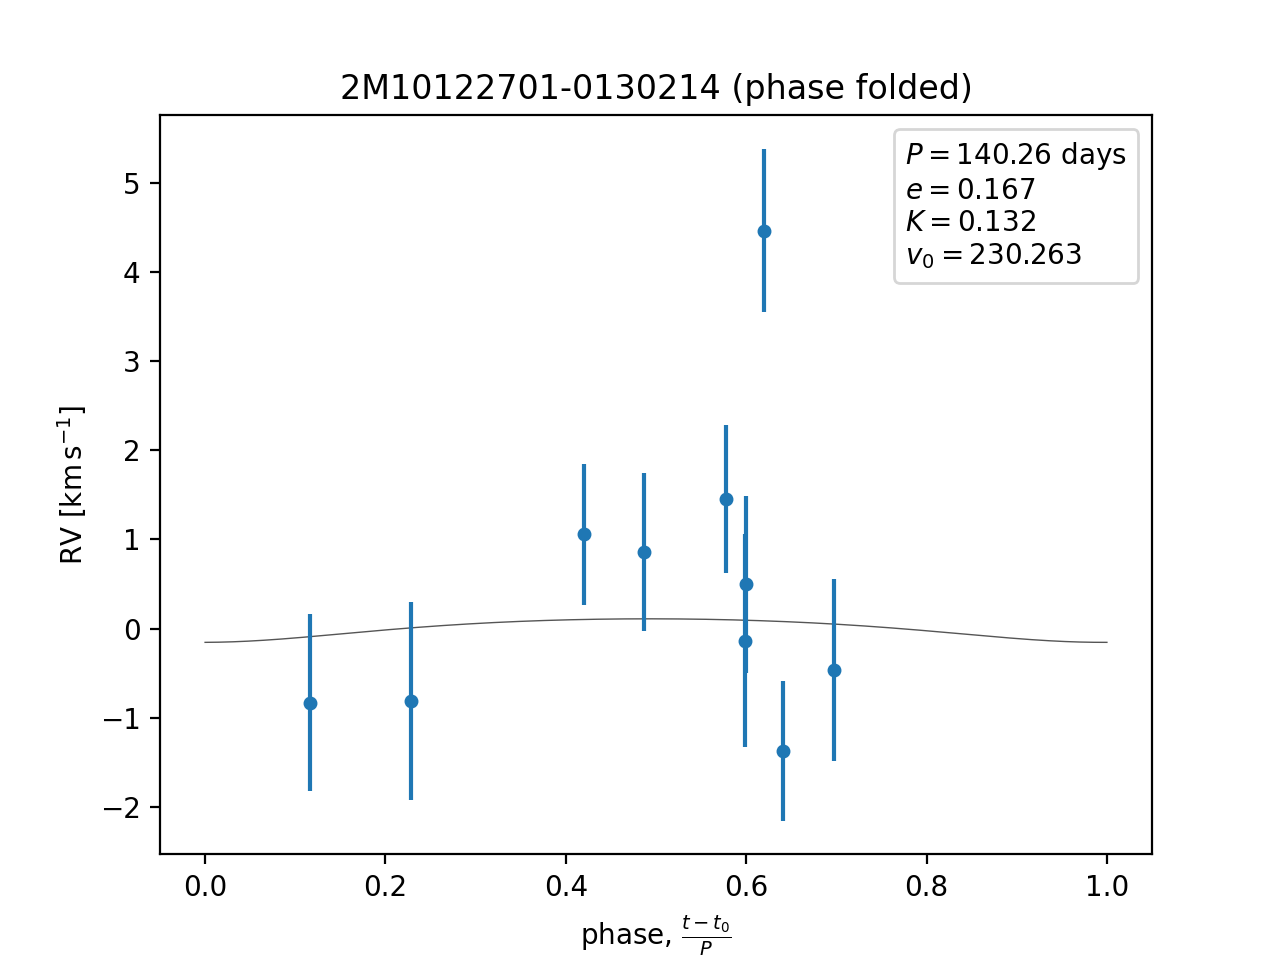 2M10122701-0130214 (phase folded)
P = 140.26 days
e = 0.167
K = 0.132
v₀ = 230.263
5
4
3
2
1
0
−1
−2
RV [km s⁻¹]
0.0 0.2 0.4 0.6 0.8 1.0
phase, (t − t₀)/P